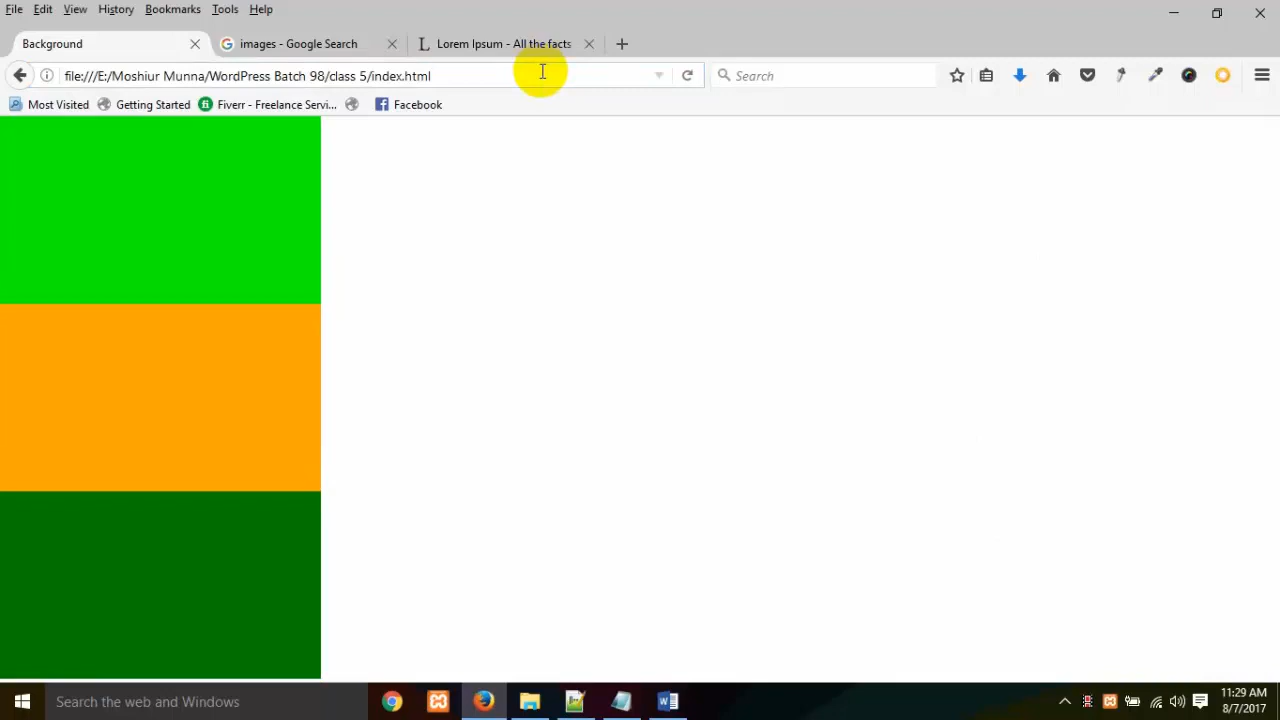 File Edit View History Bookmarks Tools Help
Background images - Google Search Lorem Ipsum - All the facts
file:///E:/Moshiur Munna/WordPress Batch 98/class 5/index.html Search
Most Visited Getting Started Fiverr - Freelance Servi... Facebook
Search the web and Windows
11:29 AM
8/7/2017